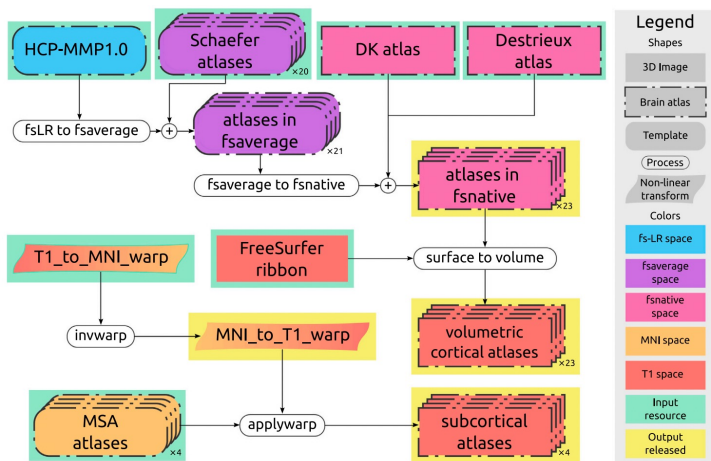 HCP-MMP1.0
Schaefer
atlases
×20
DK atlas
Destrieux
atlas
fsLR to fsaverage
+
atlases in
fsaverage
×21
fsaverage to fsnative
+
atlases in
fsnative
×23
T1_to_MNI_warp
FreeSurfer
ribbon
surface to volume
invwarp
MNI_to_T1_warp
volumetric
cortical atlases
×23
MSA
atlases
×4
applywarp
subcortical
atlases
×4
Legend
Shapes
3D Image
Brain atlas
Template
Process
Non-linear
transform
Colors
fs-LR space
fsaverage
space
fsnative
space
MNI space
T1 space
Input
resource
Output
released